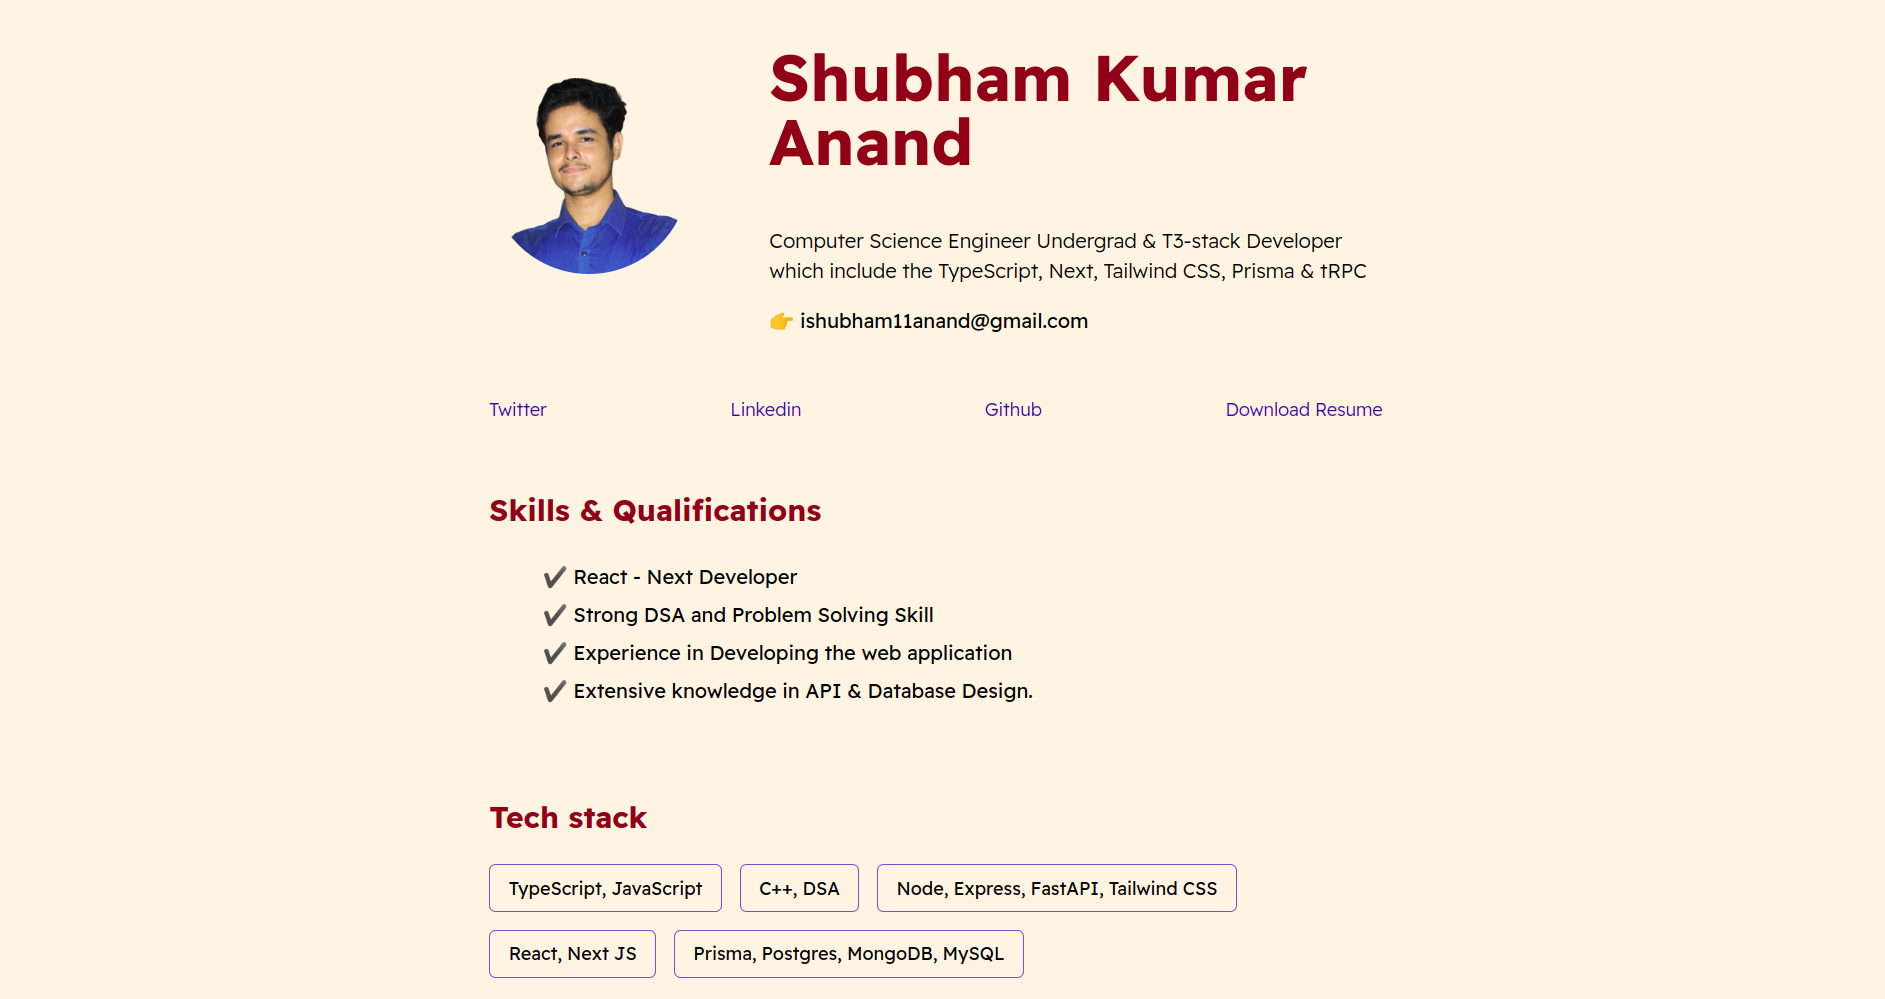 Shubham Kumar
Anand
Computer Science Engineer Undergrad & T3-stack Developer
which include the TypeScript, Next, Tailwind CSS, Prisma & tRPC
👉 ishubham11anand@gmail.com
Twitter Linkedin Github Download Resume
Skills & Qualifications
✔ React - Next Developer
✔ Strong DSA and Problem Solving Skill
✔ Experience in Developing the web application
✔ Extensive knowledge in API & Database Design.
Tech stack
TypeScript, JavaScript C++, DSA Node, Express, FastAPI, Tailwind CSS
React, Next JS Prisma, Postgres, MongoDB, MySQL